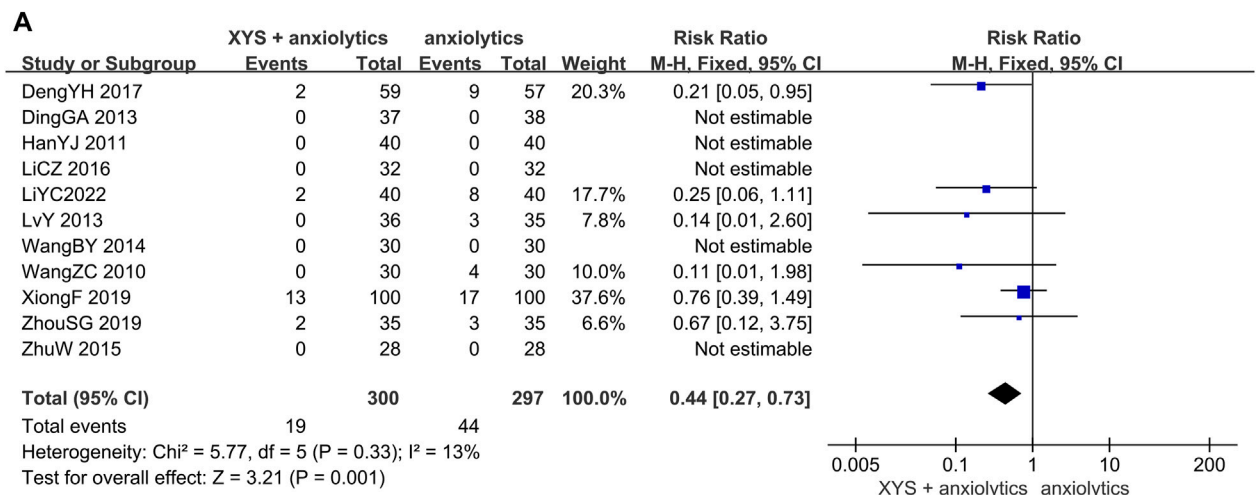 A
XYS + anxiolytics anxiolytics Risk Ratio Risk Ratio
Study or Subgroup Events Total Events Total Weight M-H, Fixed, 95% CI M-H, Fixed, 95% CI
DengYH 2017 2 59 9 57 20.3% 0.21 [0.05, 0.95]
DingGA 2013 0 37 0 38 Not estimable
HanYJ 2011 0 40 0 40 Not estimable
LiCZ 2016 0 32 0 32 Not estimable
LiYC2022 2 40 8 40 17.7% 0.25 [0.06, 1.11]
LvY 2013 0 36 3 35 7.8% 0.14 [0.01, 2.60]
WangBY 2014 0 30 0 30 Not estimable
WangZC 2010 0 30 4 30 10.0% 0.11 [0.01, 1.98]
XiongF 2019 13 100 17 100 37.6% 0.76 [0.39, 1.49]
ZhouSG 2019 2 35 3 35 6.6% 0.67 [0.12, 3.75]
ZhuW 2015 0 28 0 28 Not estimable
Total (95% CI) 300 297 100.0% 0.44 [0.27, 0.73]
Total events 19 44
Heterogeneity: Chi² = 5.77, df = 5 (P = 0.33); I² = 13%
Test for overall effect: Z = 3.21 (P = 0.001)
0.005 0.1 1 10 200
XYS + anxiolytics anxiolytics